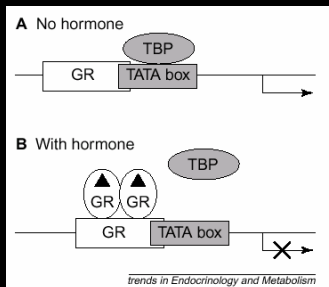 A No hormone
TBP
GR TATA box
B With hormone
TBP
GR GR
GR TATA box
trends in Endocrinology and Metabolism